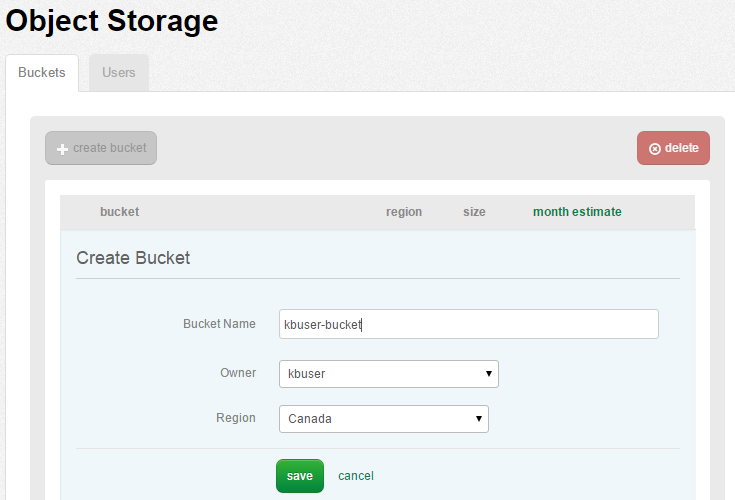 Object Storage
Buckets Users
create bucket delete
bucket region size month estimate
Create Bucket
Bucket Name kbuser-bucket
Owner kbuser
Region Canada
save cancel